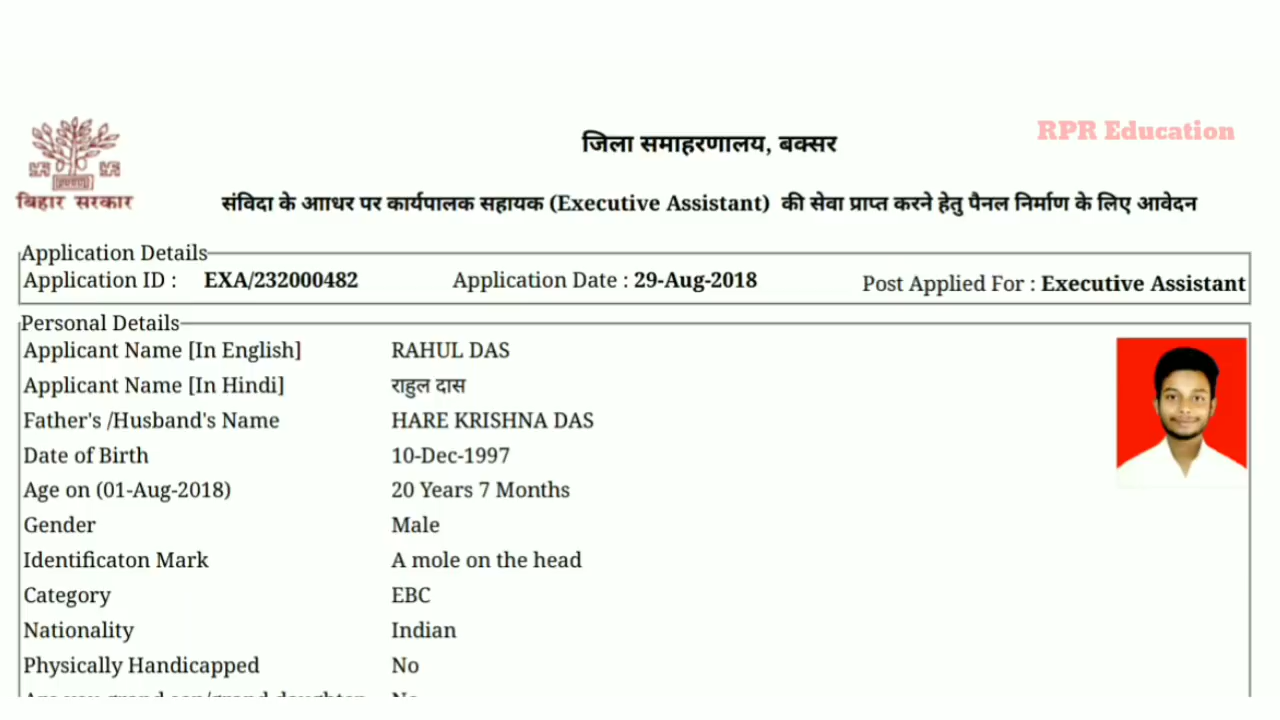 RPR Education
बिहार सरकार
जिला समाहरणालय, बक्सर
संविदा के आाधर पर कार्यपालक सहायक (Executive Assistant) की सेवा प्राप्त करने हेतु पैनल निर्माण के लिए आवेदन
Application Details
Application ID : EXA/232000482 Application Date : 29-Aug-2018 Post Applied For : Executive Assistant
Personal Details
Applicant Name [In English] RAHUL DAS
Applicant Name [In Hindi] राहुल दास
Father's /Husband's Name HARE KRISHNA DAS
Date of Birth 10-Dec-1997
Age on (01-Aug-2018) 20 Years 7 Months
Gender Male
Identificaton Mark A mole on the head
Category EBC
Nationality Indian
Physically Handicapped No